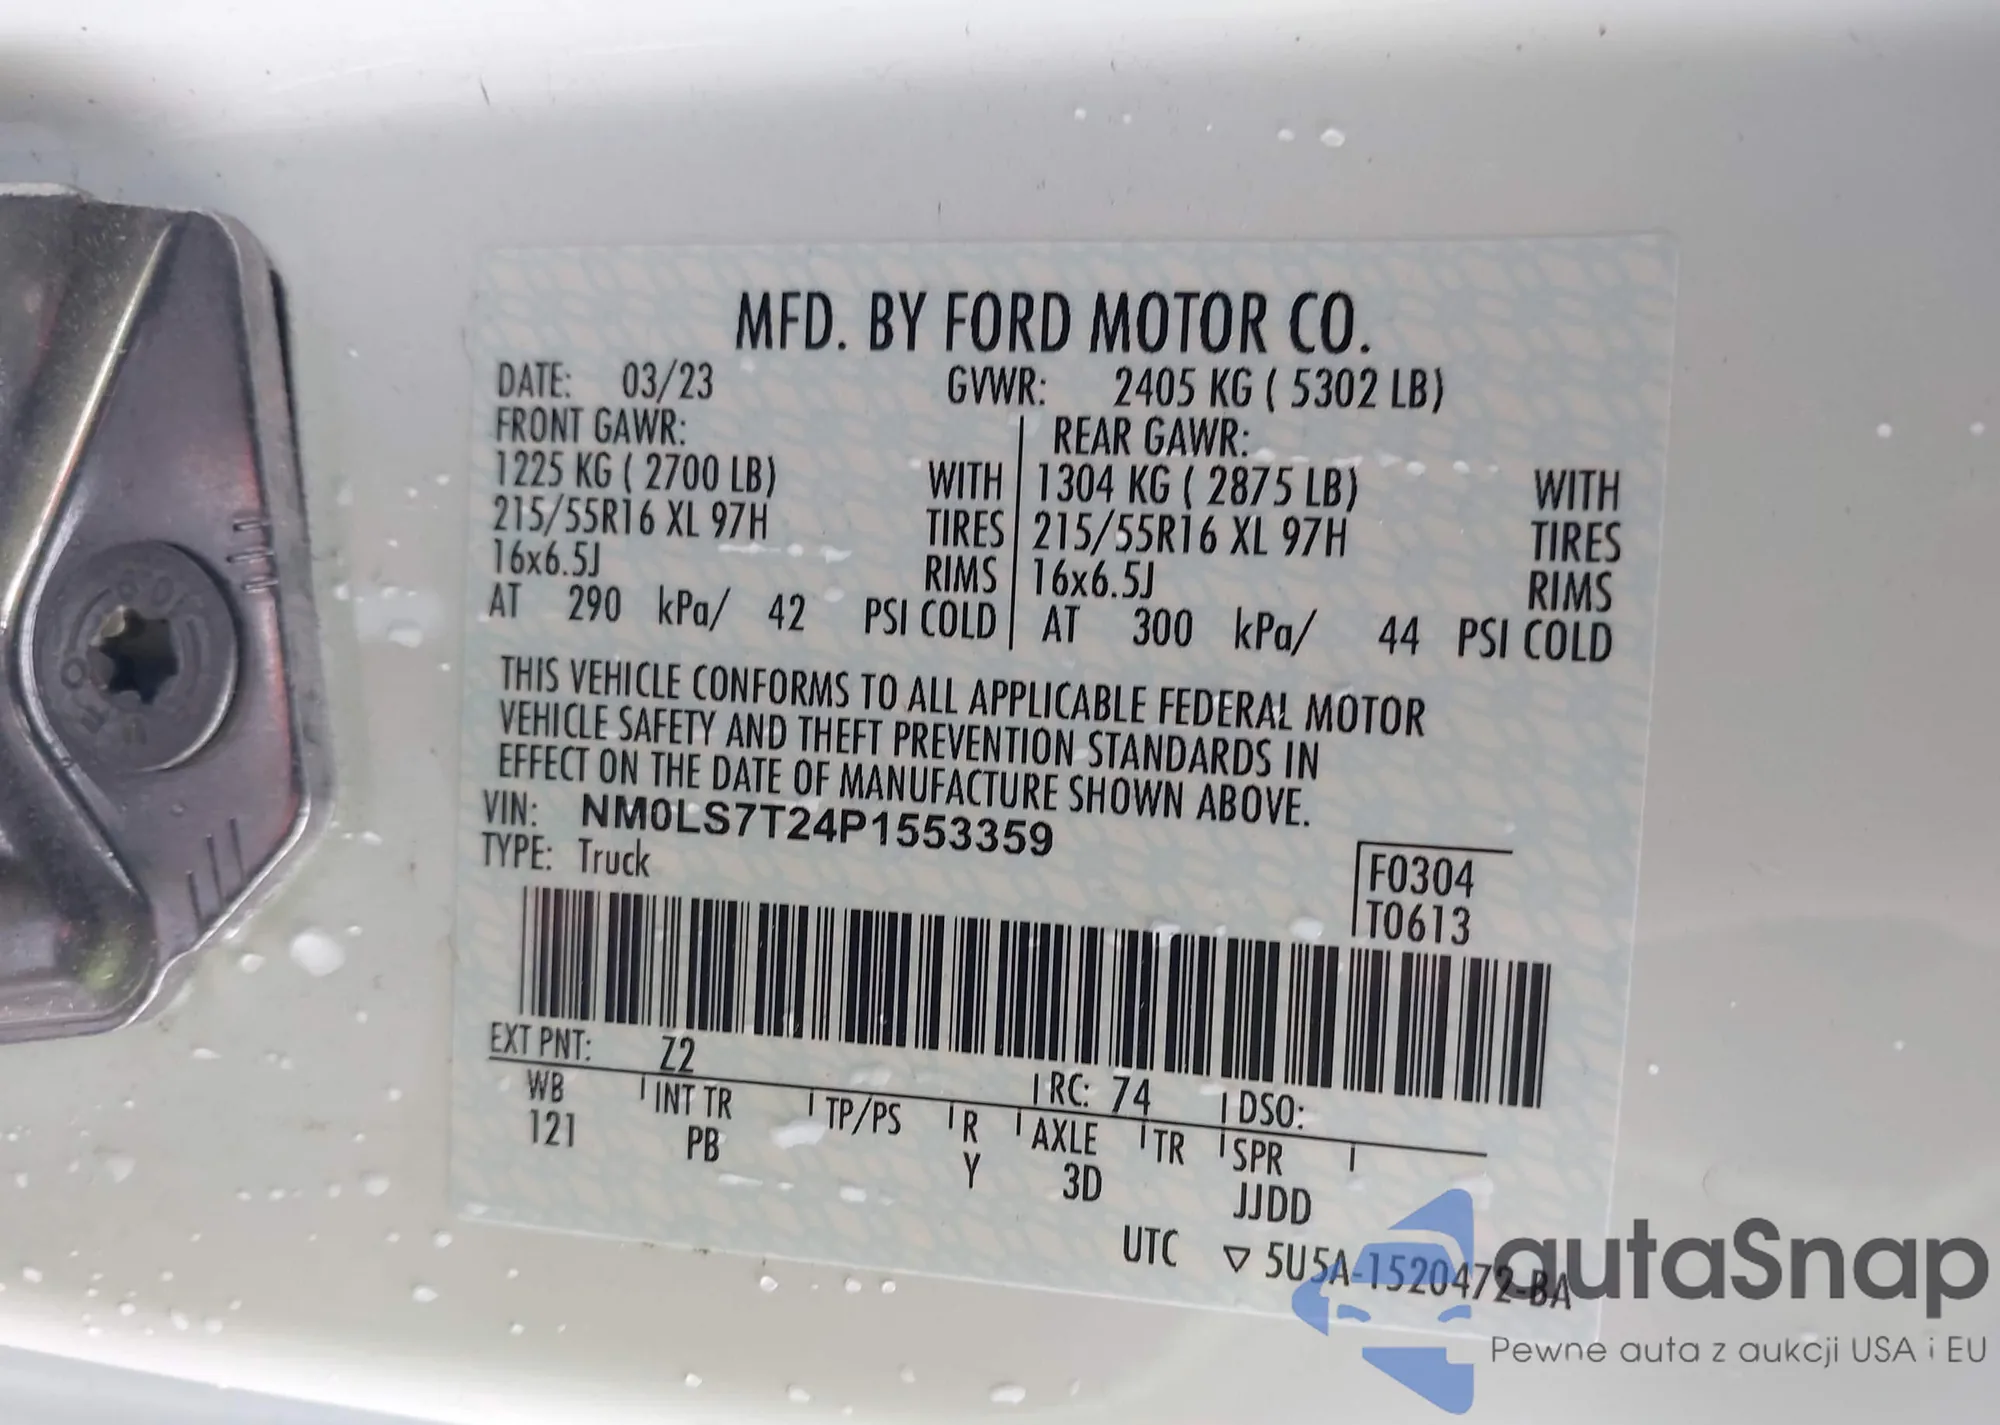 MFD. BY FORD MOTOR CO.
DATE: 03/23 GVWR: 2405 KG ( 5302 LB)
FRONT GAWR: REAR GAWR:
1225 KG ( 2700 LB) WITH 1304 KG ( 2875 LB) WITH
215/55R16 XL 97H TIRES 215/55R16 XL 97H TIRES
16x6.5J RIMS 16x6.5J RIMS
AT 290 kPa/ 42 PSI COLD AT 300 kPa/ 44 PSI COLD
THIS VEHICLE CONFORMS TO ALL APPLICABLE FEDERAL MOTOR
VEHICLE SAFETY AND THEFT PREVENTION STANDARDS IN
EFFECT ON THE DATE OF MANUFACTURE SHOWN ABOVE.
VIN: NM0LS7T24P1553359
TYPE: Truck
F0304
T0613
EXT PNT: Z2 RC: 74 DSO:
WB INT TR TP/PS R AXLE TR SPR
121 PB Y 3D JJDD
UTC ▽ 5U5A-1520472-BA
autaSnap
Pewne auta z aukcji USA i EU